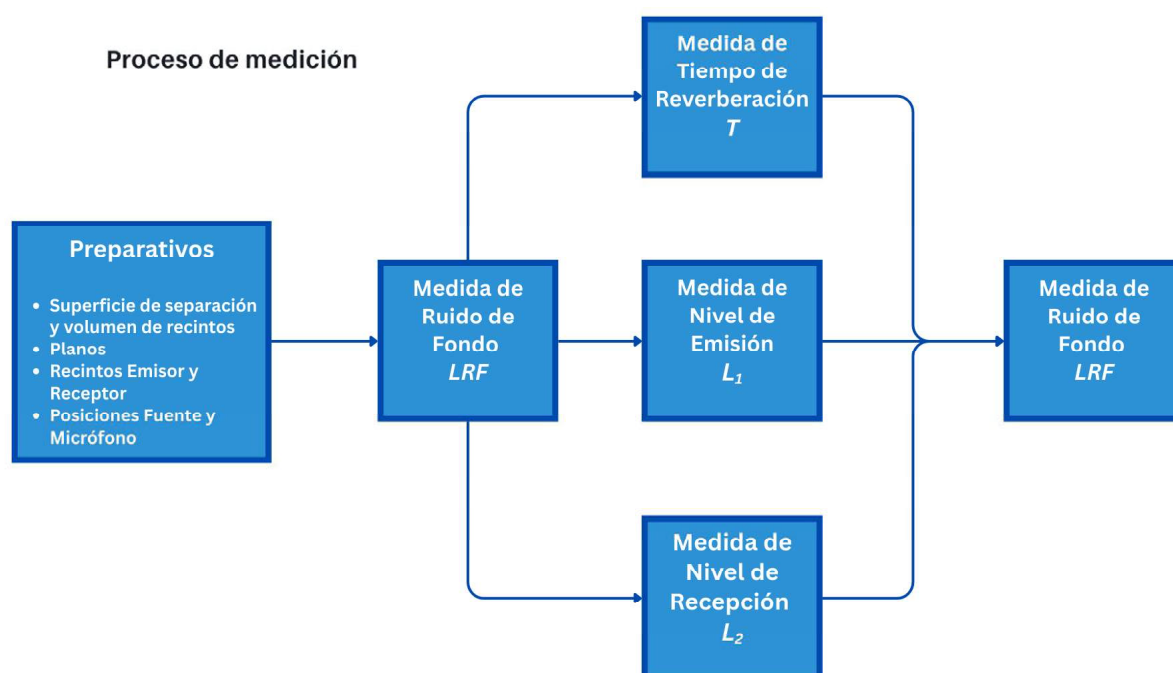 Proceso de medición
Preparativos
• Superficie de separación
y volumen de recintos
• Planos
• Recintos Emisor y
Receptor
• Posiciones Fuente y
Micrófono
Medida de
Ruido de
Fondo
LRF
Medida de
Tiempo de
Reverberación
T
Medida de
Nivel de
Emisión
L₁
Medida de
Nivel de
Recepción
L₂
Medida de
Ruido de
Fondo
LRF